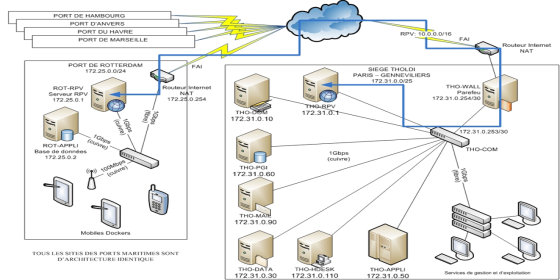 PORT DE HAMBOURG
PORT D'ANVERS
PORT DU HAVRE
PORT DE MARSEILLE
FAI
RPV: 10.0.0.0/16
FAI
Routeur Internet
NAT
PORT DE ROTTERDAM
172.25.0.0/24
ROT-RPV
Serveur RPV
172.25.0.1
Routeur Internet
NAT
172.25.0.254
1Gbps
(cuivre)
1Gbps
(fibre)
ROT-APPLI
Base de données
172.25.0.2
1Gbps
(cuivre)
100Mbps
(cuivre)
Mobiles Dockers
TOUS LES SITES DES PORTS MARITIMES SONT
D'ARCHITECTURE IDENTIQUE
SIEGE THOLDI
PARIS – GENNEVILIERS
172.31.0.0/25
THO-DOM
172.31.0.10
THO-RPV
172.31.0.1
THO-WALL
Parefeu
172.31.0.254/30
172.31.0.253/30
THO-COM
1Gbps
(cuivre)
1Gbps
(fibre)
THO-PGI
172.31.0.60
THO-MAIL
172.31.0.90
THO-DATA
172.31.0.30
THO-HDESK
172.31.0.110
THO-APPLI
172.31.0.50
Services de gestion et d'exploitation